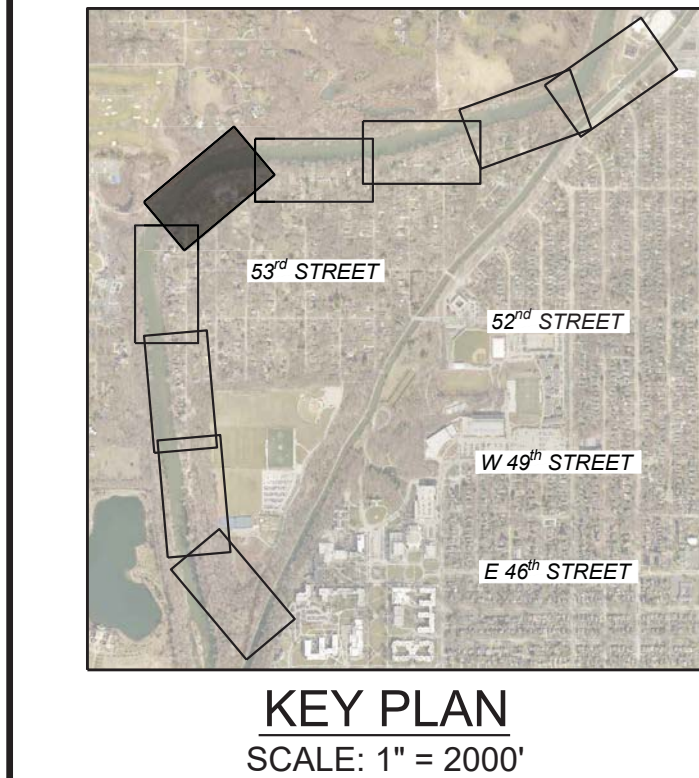 53rd STREET
52nd STREET
W 49th STREET
E 46th STREET
KEY PLAN
SCALE: 1" = 2000'